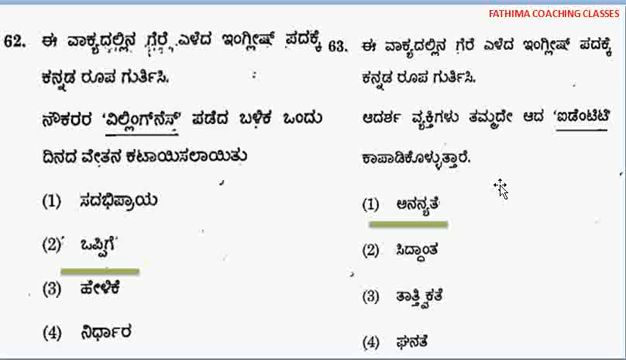 FATHIMA COACHING CLASSES
62. ಈ ವಾಕ್ಯದಲ್ಲಿನ ಗೆರೆ ಎಳೆದ ಇಂಗ್ಲೀಷ್ ಪದಕ್ಕೆ
ಕನ್ನಡ ರೂಪ ಗುರ್ತಿಸಿ.
ನೌಕರರ ‘ವಿಲ್ಲಿಂಗ್‌ನೆಸ್’ ಪಡೆದ ಬಳಿಕ ಒಂದು
ದಿನದ ವೇತನ ಕಟಾಯಿಸಲಾಯಿತು
(1) ಸದಭಿಪ್ರಾಯ
(2) ಒಪ್ಪಿಗೆ
(3) ಹೇಳಿಕೆ
(4) ನಿರ್ಧಾರ
63. ಈ ವಾಕ್ಯದಲ್ಲಿನ ಗೆರೆ ಎಳೆದ ಇಂಗ್ಲೀಷ್ ಪದಕ್ಕೆ
ಕನ್ನಡ ರೂಪ ಗುರ್ತಿಸಿ.
ಆದರ್ಶ ವ್ಯಕ್ತಿಗಳು ತಮ್ಮದೇ ಆದ ‘ಐಡೆಂಟಿಟಿ’
ಕಾಪಾಡಿಕೊಳ್ಳುತ್ತಾರೆ.
(1) ಅನನ್ಯತೆ
(2) ಸಿದ್ಧಾಂತ
(3) ತಾತ್ತ್ವಿಕತೆ
(4) ಘನತೆ